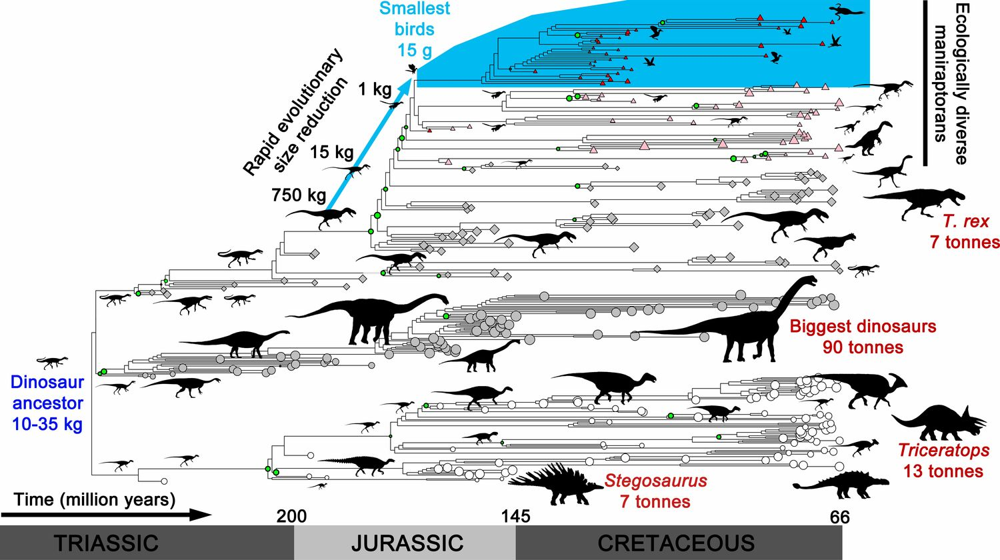 Smallest
birds
15 g
Ecologically diverse
maniraptorans
Rapid evolutionary
size reduction
1 kg
15 kg
750 kg
T. rex
7 tonnes
Biggest dinosaurs
90 tonnes
Dinosaur
ancestor
10-35 kg
Triceratops
13 tonnes
Stegosaurus
7 tonnes
Time (million years)
200
145
66
TRIASSIC
JURASSIC
CRETACEOUS